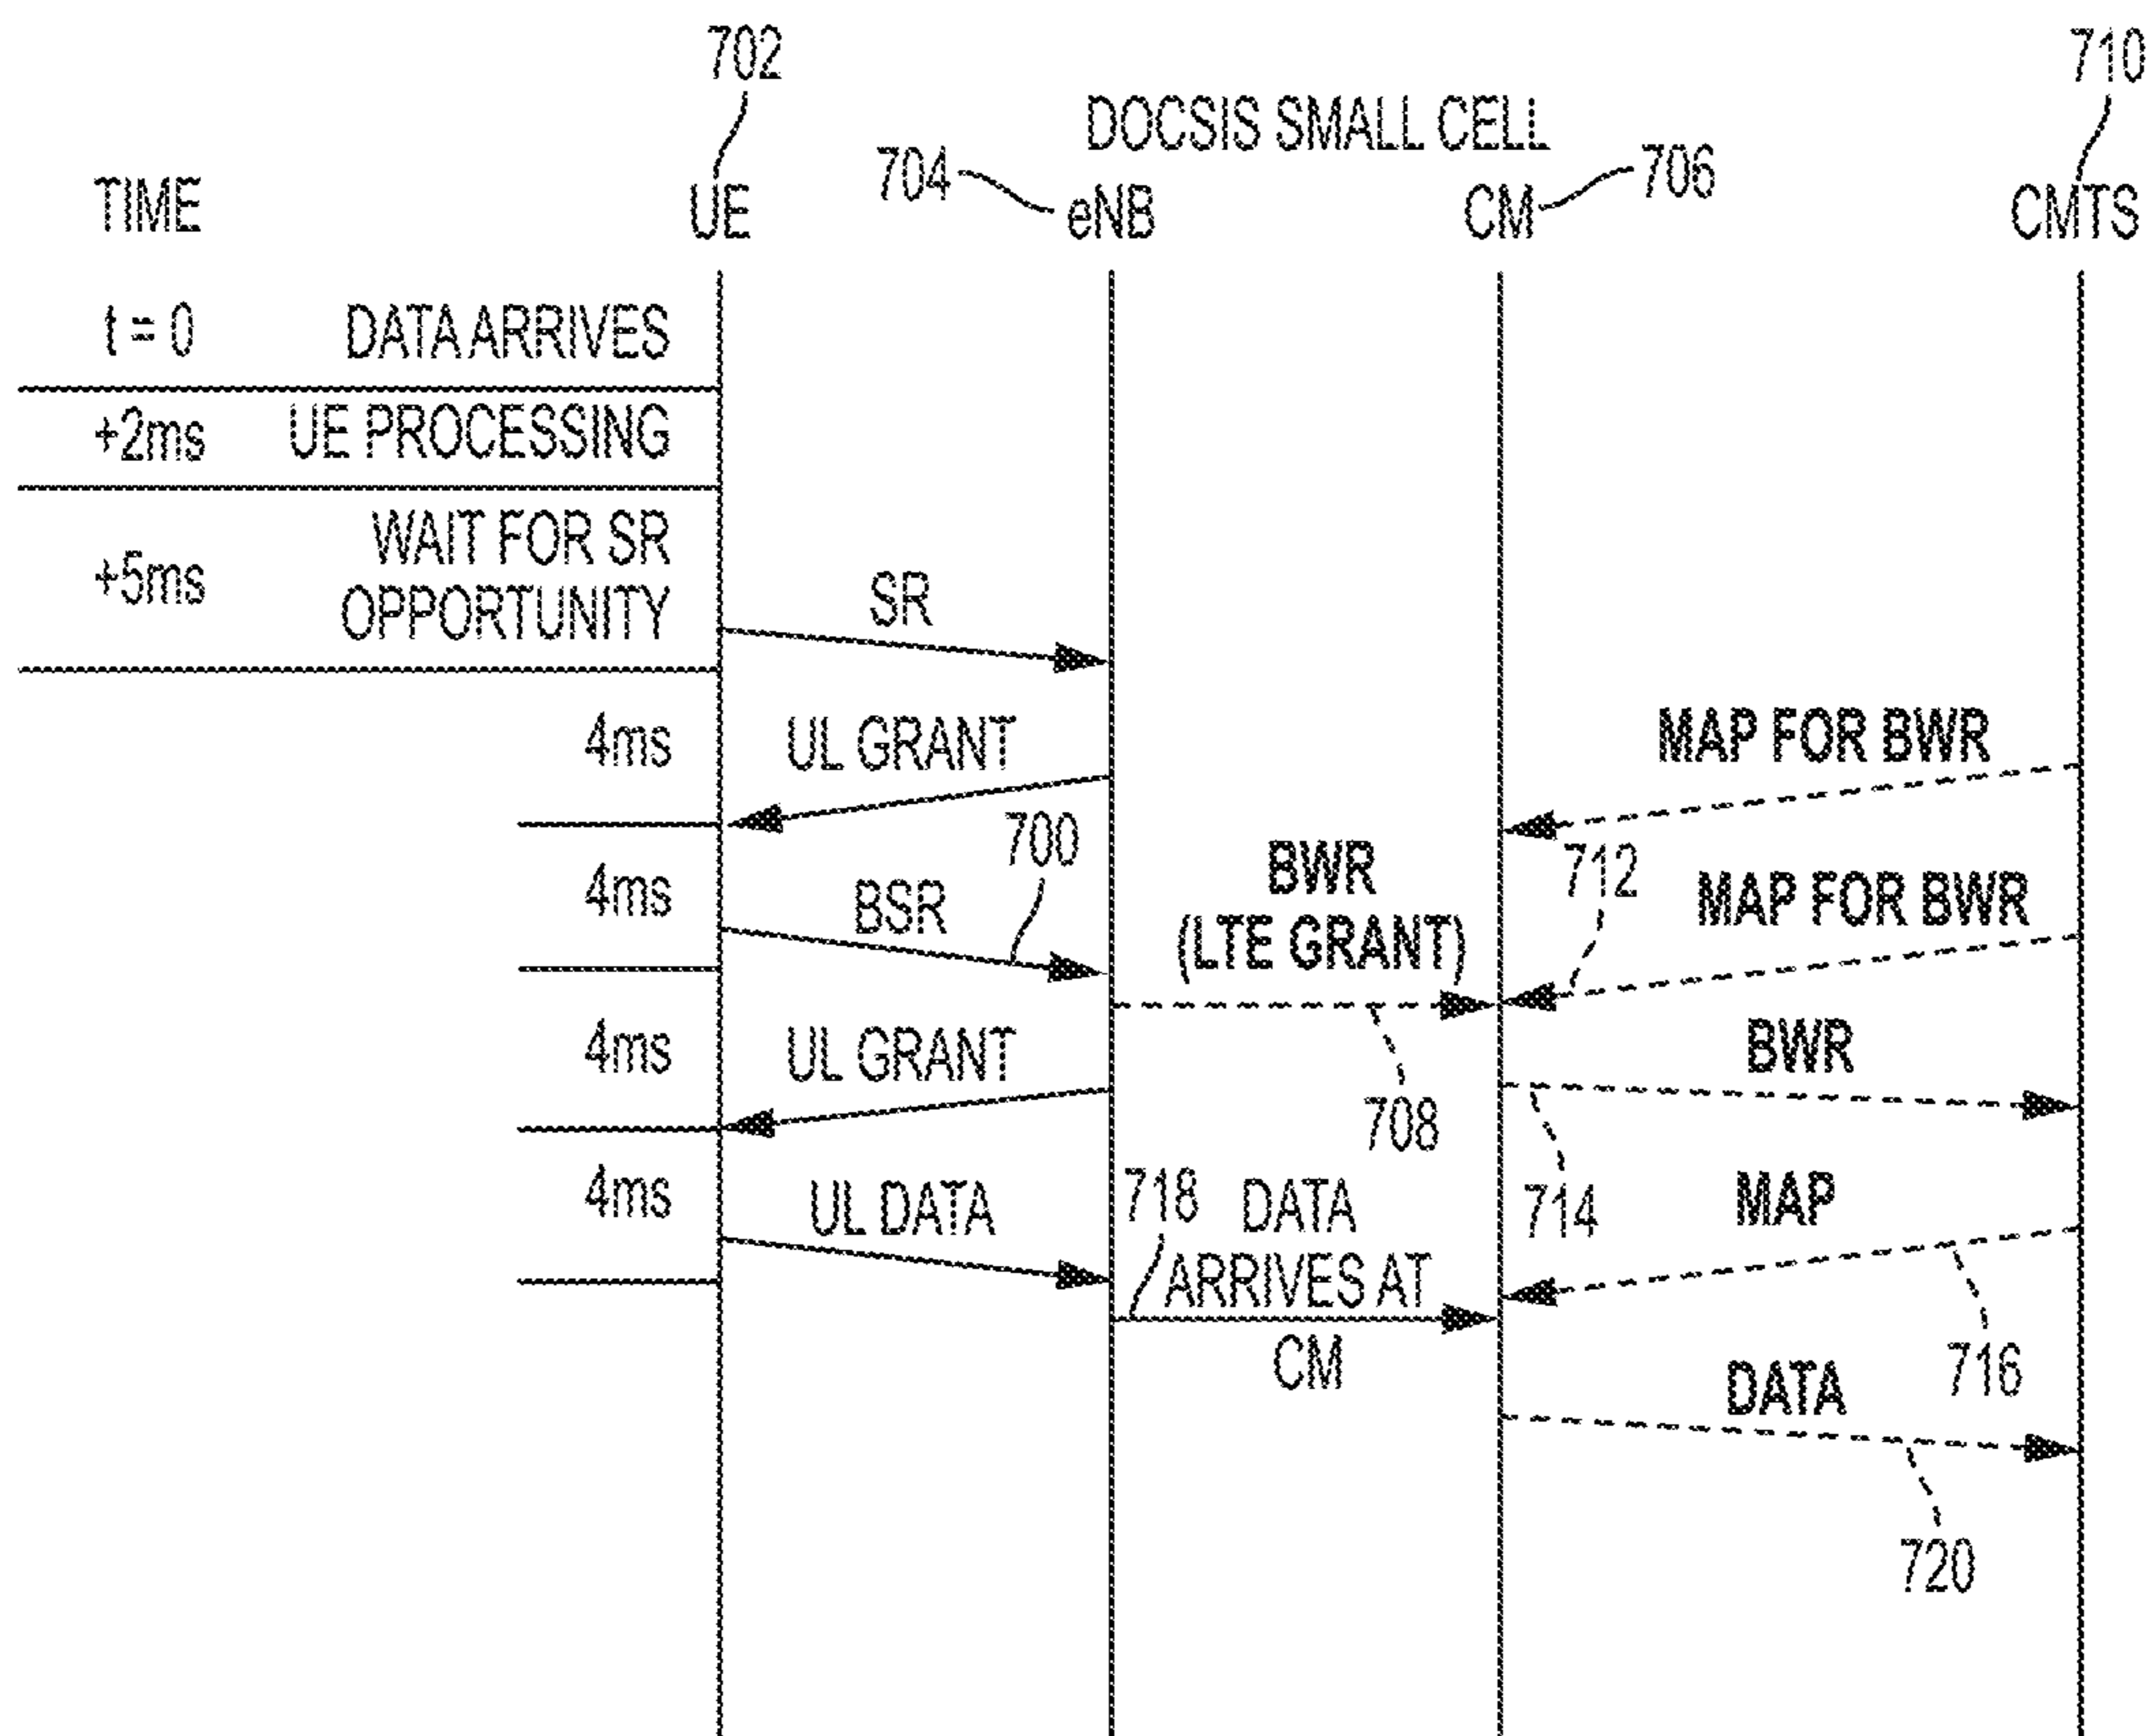 702
710
DOCSIS SMALL CELL
704
706
TIME
UE
eNB
CM
CMTS
t = 0
DATA ARRIVES
+2ms
UE PROCESSING
+5ms
WAIT FOR SR
OPPORTUNITY
SR
4ms
UL GRANT
MAP FOR BWR
700
4ms
BSR
BWR
(LTE GRANT)
712
MAP FOR BWR
4ms
UL GRANT
708
BWR
714
4ms
UL DATA
718
DATA
ARRIVES AT
CM
MAP
716
DATA
720